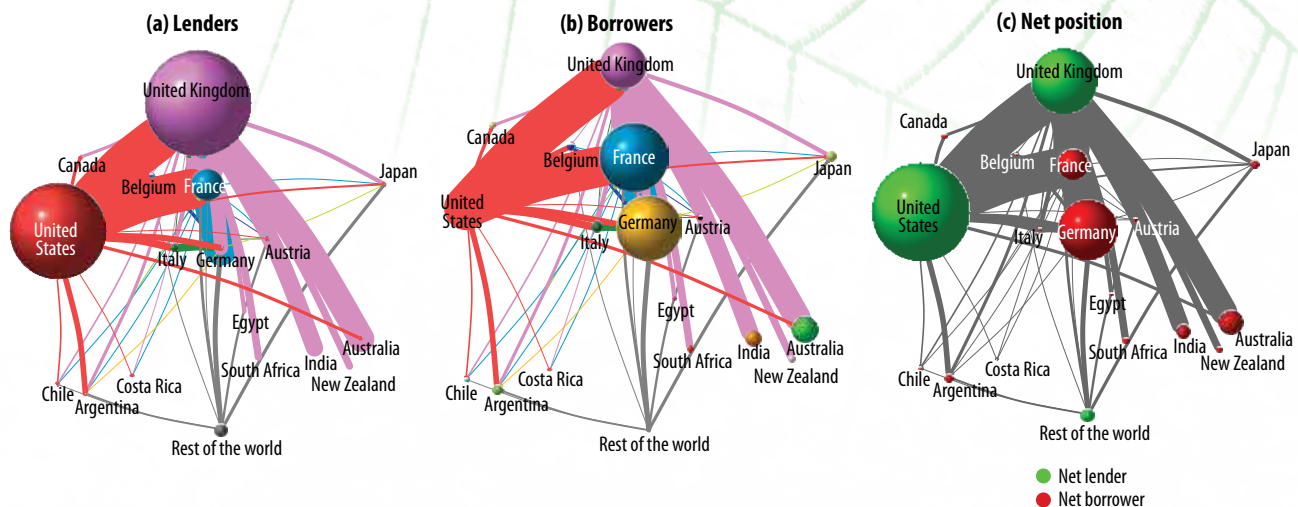 (a) Lenders
United Kingdom
Canada
Belgium
France
Japan
United
States
Italy
Germany
Austria
Egypt
South Africa
India
Australia
New Zealand
Chile
Argentina
Costa Rica
Rest of the world
(b) Borrowers
United Kingdom
Canada
Belgium
France
Japan
United
States
Italy
Germany
Austria
Egypt
South Africa
India
Australia
New Zealand
Chile
Argentina
Costa Rica
Rest of the world
(c) Net position
United Kingdom
Canada
Belgium
France
Japan
United
States
Italy
Germany
Austria
Egypt
South Africa
India
Australia
New Zealand
Chile
Argentina
Costa Rica
Rest of the world
Net lender
Net borrower